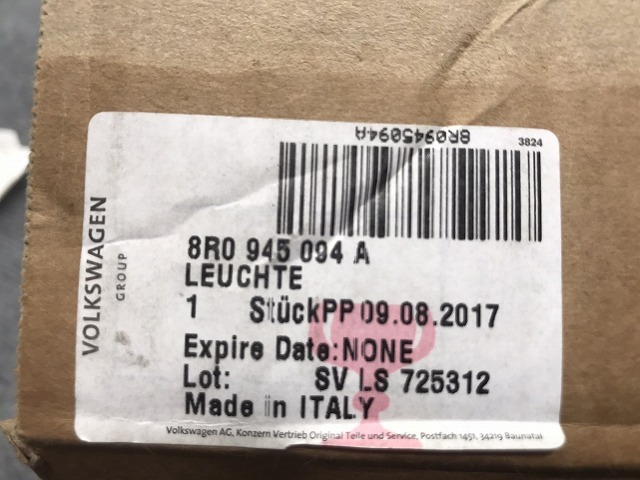 8R0945094A
3824
VOLKSWAGEN
GROUP
8R0 945 094 A
LEUCHTE
1 StückPP 09.08.2017
Expire Date:NONE
Lot: SV LS 725312
Made in ITALY
Volkswagen AG, Konzern Vertrieb Original Teile und Service, Postfach 1451, 34219 Baunatal